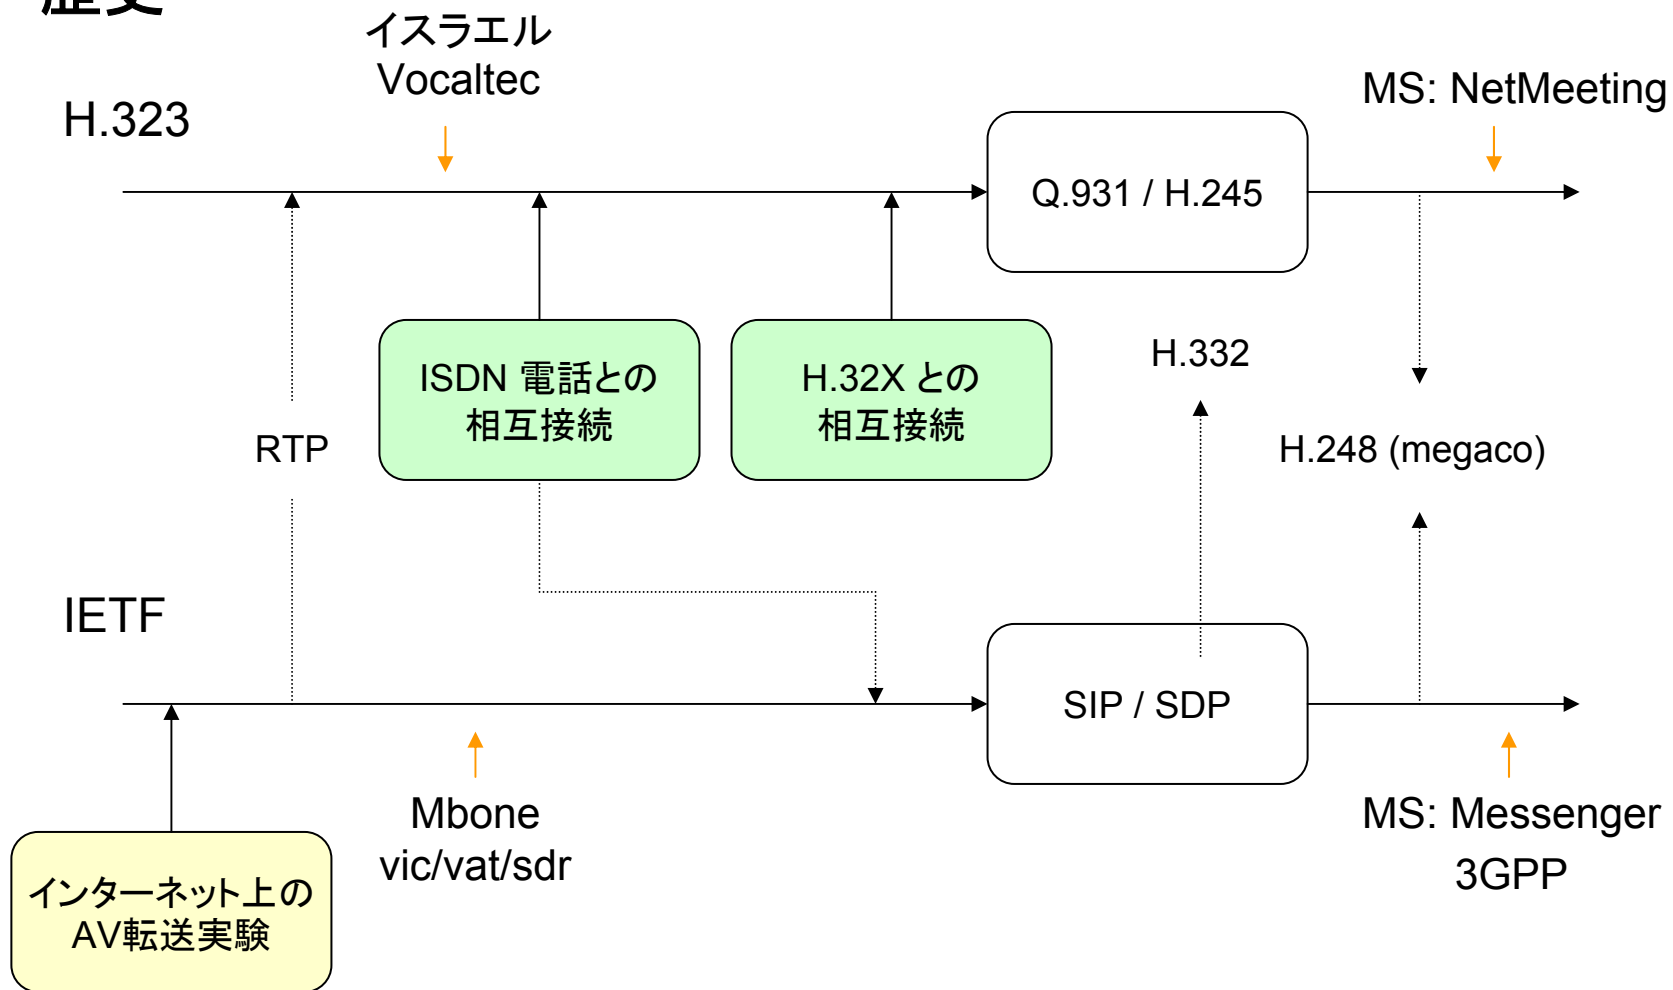 歴史
イスラエル
Vocaltec
MS: NetMeeting
H.323
Q.931 / H.245
ISDN 電話との
相互接続
H.32X との
相互接続
H.332
RTP
H.248 (megaco)
IETF
SIP / SDP
Mbone
vic/vat/sdr
MS: Messenger
3GPP
インターネット上の
AV転送実験